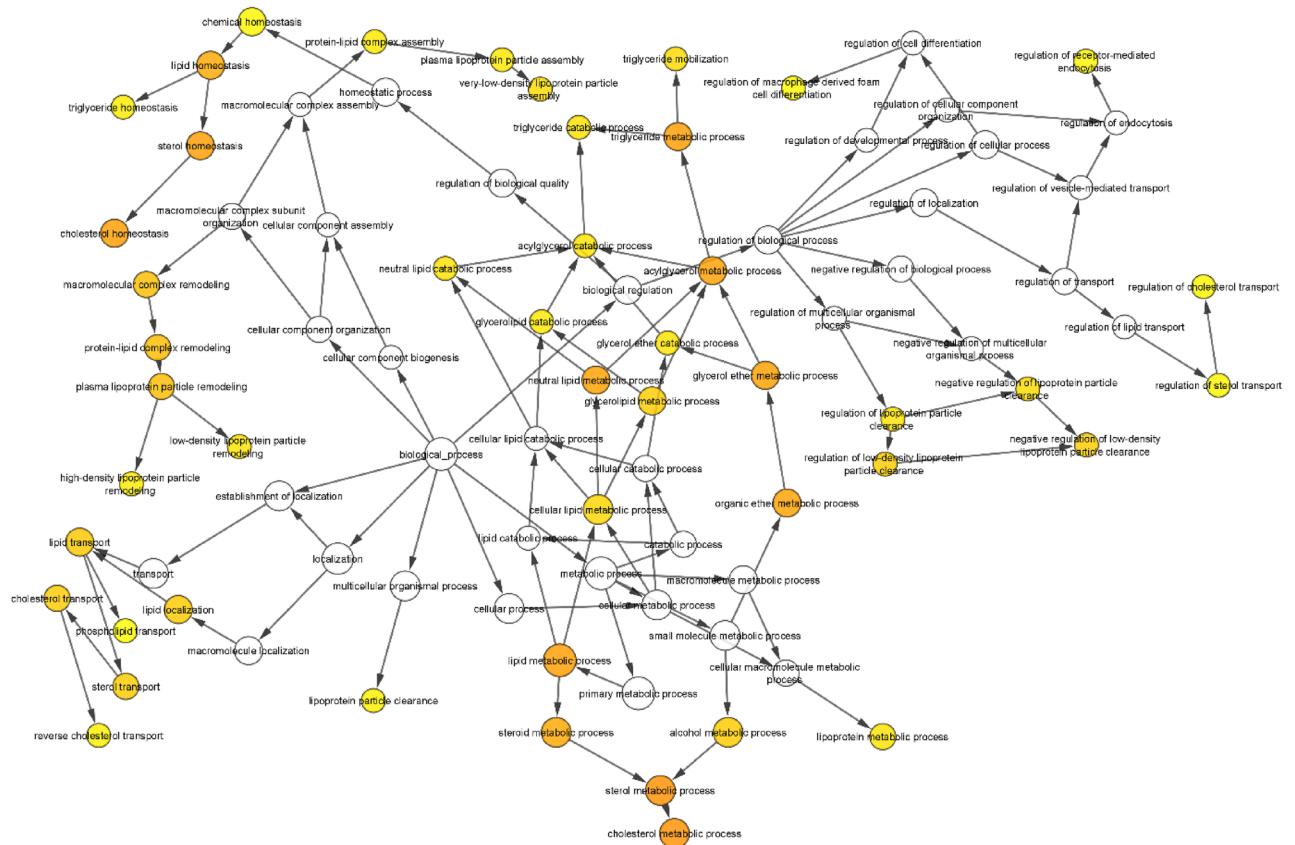 chemical homeostasis
protein-lipid complex assembly
regulation of cell differentiation
plasma lipoprotein particle assembly
triglyceride mobilization
regulation of receptor-mediated
endocytosis
lipid homeostasis
very-low-density lipoprotein particle
assembly
regulation of macrophage derived foam
cell differentiation
homeostatic process
triglyceride homeostasis
macromolecular complex assembly
regulation of cellular component
organization
regulation of endocytosis
triglyceride catabolic process
triglyceride metabolic process
regulation of developmental process
regulation of cellular process
sterol homeostasis
regulation of biological quality
regulation of vesicle-mediated transport
regulation of localization
macromolecular complex subunit
organization
cellular component assembly
cholesterol homeostasis
acylglycerol catabolic process
regulation of biological process
neutral lipid catabolic process
acylglycerol metabolic process
negative regulation of biological process
macromolecular complex remodeling
biological regulation
regulation of transport
regulation of cholesterol transport
regulation of multicellular organismal
process
glycerolipid catabolic process
regulation of lipid transport
cellular component organization
glycerol ether catabolic process
negative regulation of multicellular
organismal process
protein-lipid complex remodeling
cellular component biogenesis
neutral lipid metabolic process
glycerol ether metabolic process
plasma lipoprotein particle remodeling
negative regulation of lipoprotein particle
clearance
regulation of sterol transport
glycerolipid metabolic process
regulation of lipoprotein particle
clearance
low-density lipoprotein particle
remodeling
cellular lipid catabolic process
negative regulation of low-density
lipoprotein particle clearance
biological_process
regulation of low-density lipoprotein
particle clearance
cellular catabolic process
high-density lipoprotein particle
remodeling
establishment of localization
organic ether metabolic process
cellular lipid metabolic process
lipid transport
lipid catabolic process
catabolic process
localization
transport
metabolic process
macromolecule metabolic process
multicellular organismal process
cholesterol transport
lipid localization
cellular process
cellular metabolic process
phospholipid transport
small molecule metabolic process
macromolecule localization
lipid metabolic process
cellular macromolecule metabolic
process
sterol transport
primary metabolic process
lipoprotein particle clearance
reverse cholesterol transport
steroid metabolic process
alcohol metabolic process
lipoprotein metabolic process
sterol metabolic process
cholesterol metabolic process